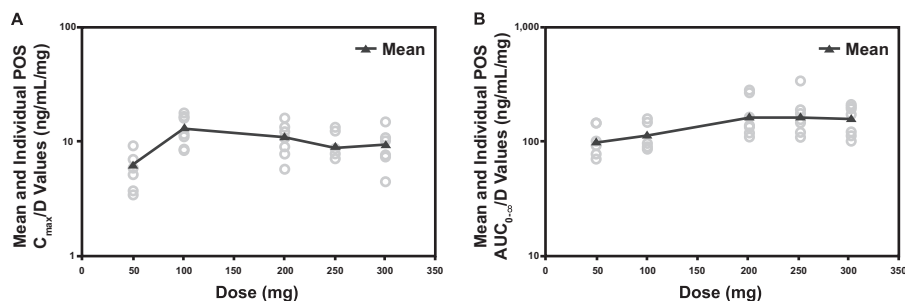 A
Mean and Individual POS
Cmax/D Values (ng/mL/mg)
100
10
1
0 50 100 150 200 250 300 350
Dose (mg)
Mean
B
Mean and Individual POS
AUC0-∞/D Values (ng/mL/mg)
1,000
100
10
0 50 100 150 200 250 300 350
Dose (mg)
Mean